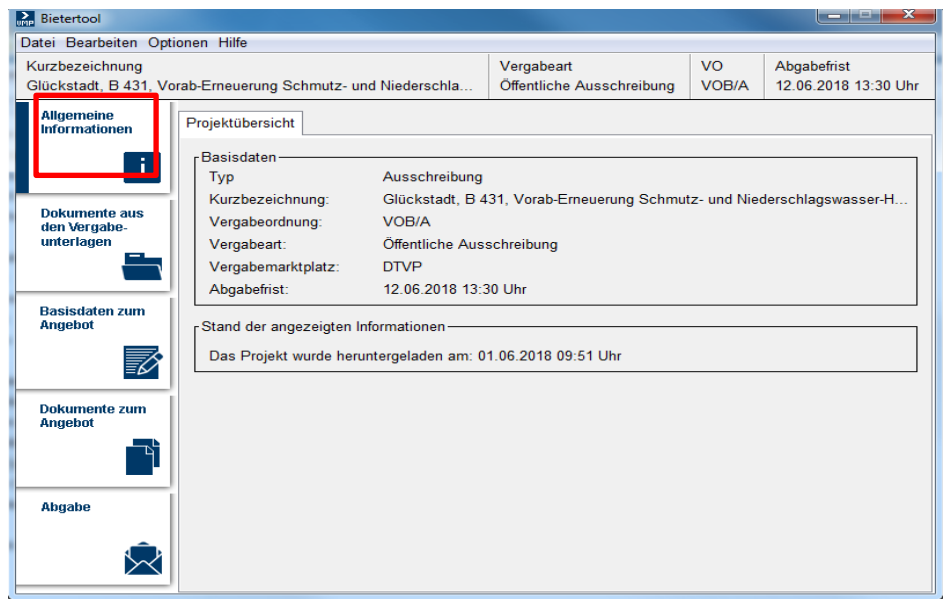 VMP Bietertool
Datei Bearbeiten Optionen Hilfe
Kurzbezeichnung
Glückstadt, B 431, Vorab-Erneuerung Schmutz- und Niederschla...
Vergabeart
Öffentliche Ausschreibung
VO
VOB/A
Abgabefrist
12.06.2018 13:30 Uhr
Allgemeine
Informationen
i
Dokumente aus
den Vergabe-
unterlagen
Basisdaten zum
Angebot
Dokumente zum
Angebot
Abgabe
Projektübersicht
Basisdaten
Typ Ausschreibung
Kurzbezeichnung: Glückstadt, B 431, Vorab-Erneuerung Schmutz- und Niederschlagswasser-H...
Vergabeordnung: VOB/A
Vergabeart: Öffentliche Ausschreibung
Vergabemarktplatz: DTVP
Abgabefrist: 12.06.2018 13:30 Uhr
Stand der angezeigten Informationen
Das Projekt wurde heruntergeladen am: 01.06.2018 09:51 Uhr